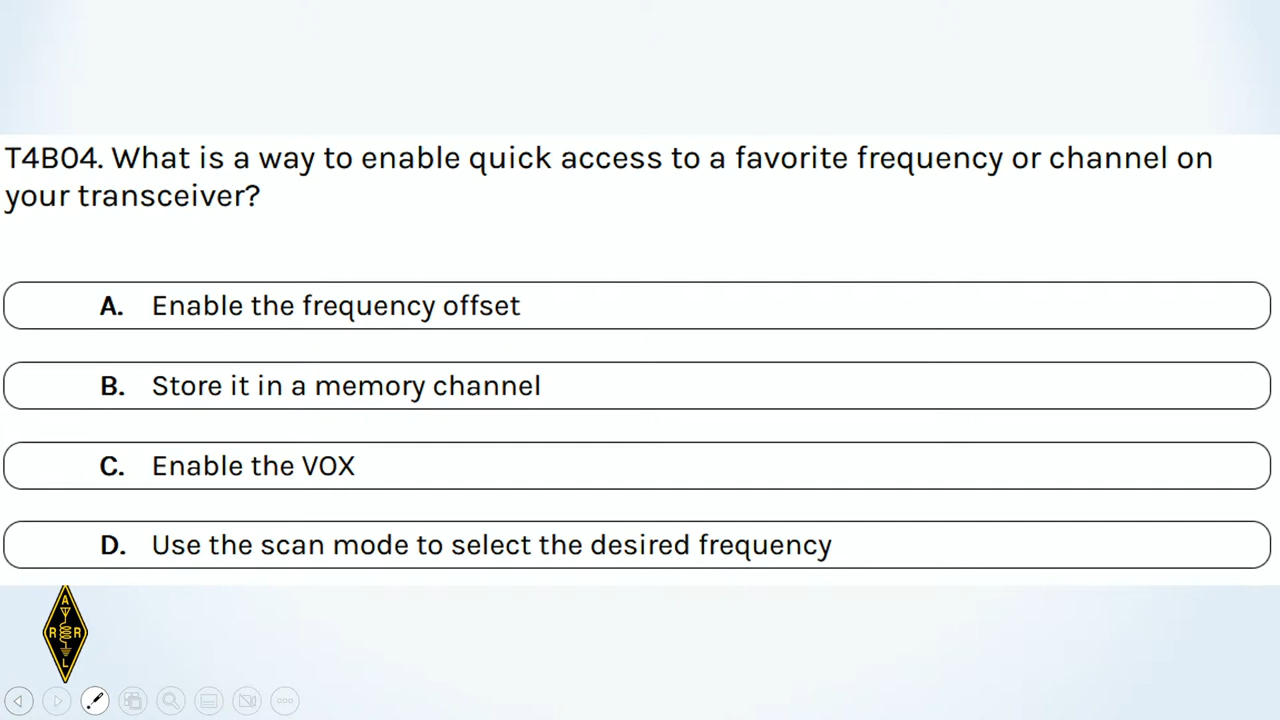 T4B04. What is a way to enable quick access to a favorite frequency or channel on
your transceiver?
A. Enable the frequency offset
B. Store it in a memory channel
C. Enable the VOX
D. Use the scan mode to select the desired frequency
A
R R
L